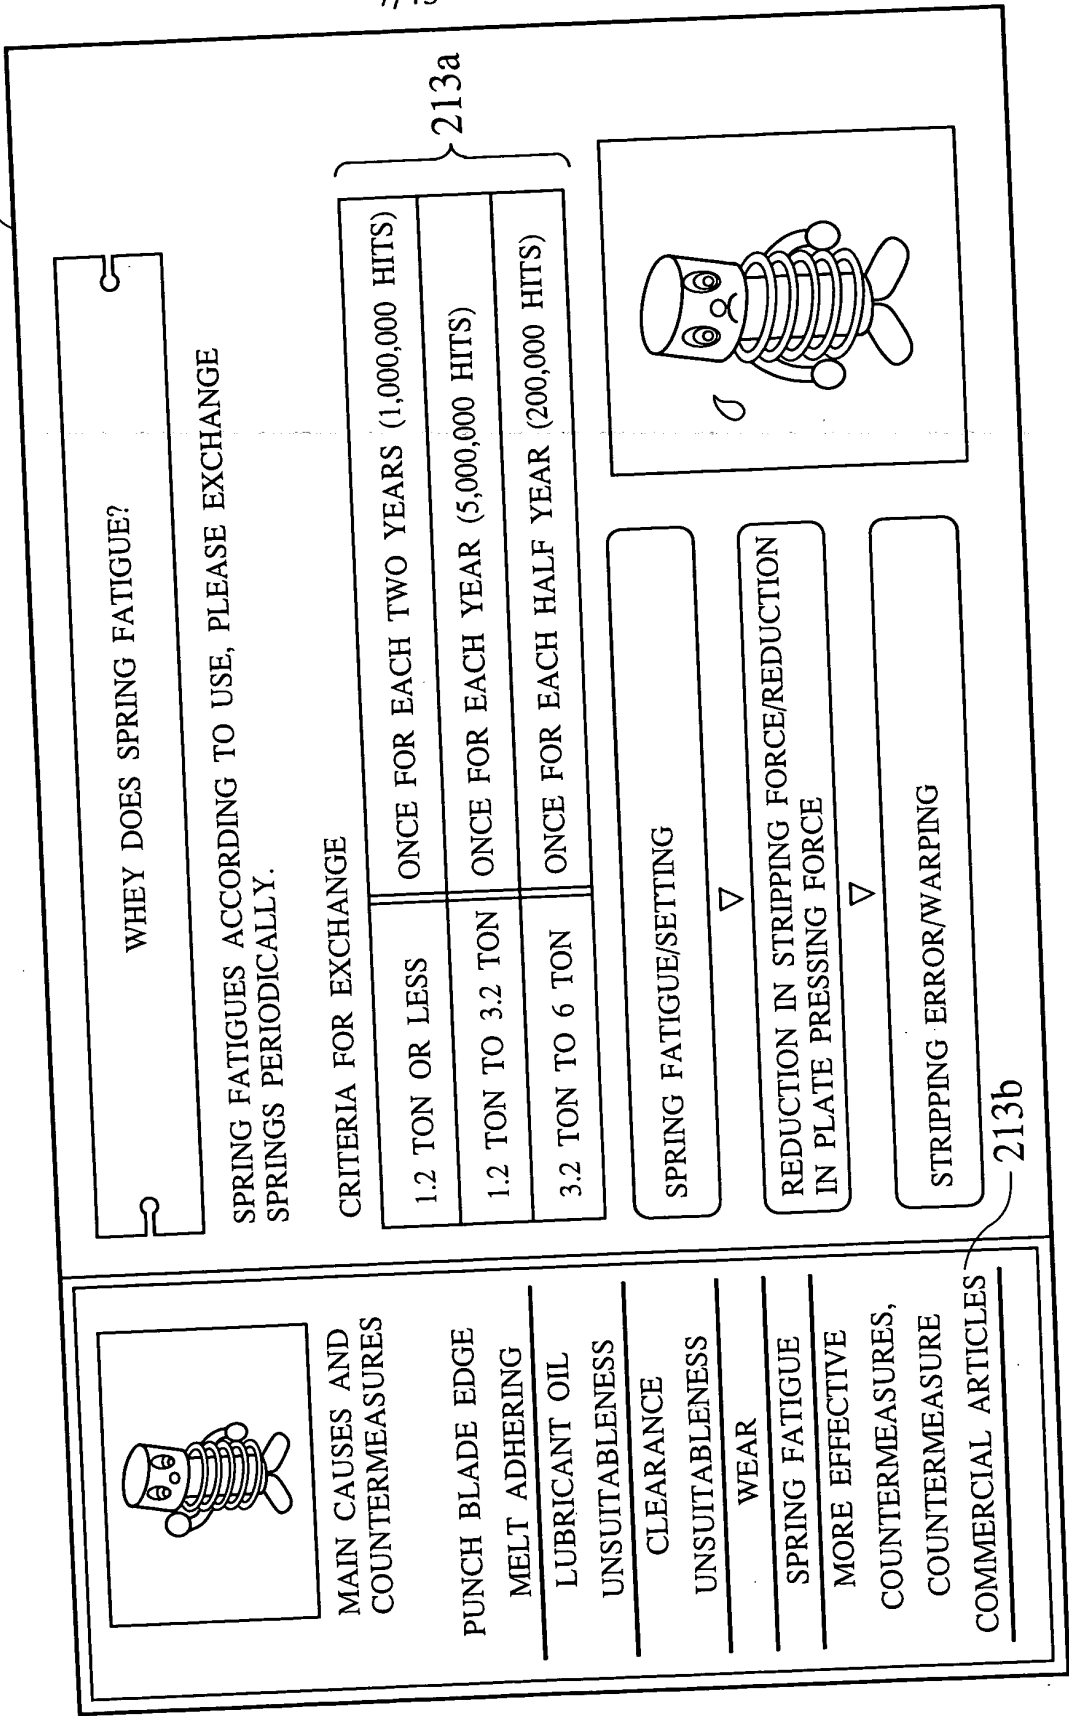 7/43
MAIN CAUSES AND
COUNTERMEASURES
PUNCH BLADE EDGE
MELT ADHERING
LUBRICANT OIL
UNSUITABLENESS
CLEARANCE
UNSUITABLENESS
WEAR
SPRING FATIGUE
MORE EFFECTIVE
COUNTERMEASURES,
COUNTERMEASURE
COMMERCIAL ARTICLES
213b
WHEY DOES SPRING FATIGUE?
SPRING FATIGUES ACCORDING TO USE, PLEASE EXCHANGE
SPRINGS PERIODICALLY.
CRITERIA FOR EXCHANGE
1.2 TON OR LESS ONCE FOR EACH TWO YEARS (1,000,000 HITS)
1.2 TON TO 3.2 TON ONCE FOR EACH YEAR (5,000,000 HITS)
3.2 TON TO 6 TON ONCE FOR EACH HALF YEAR (200,000 HITS)
213a
SPRING FATIGUE/SETTING
REDUCTION IN STRIPPING FORCE/REDUCTION
IN PLATE PRESSING FORCE
STRIPPING ERROR/WARPING